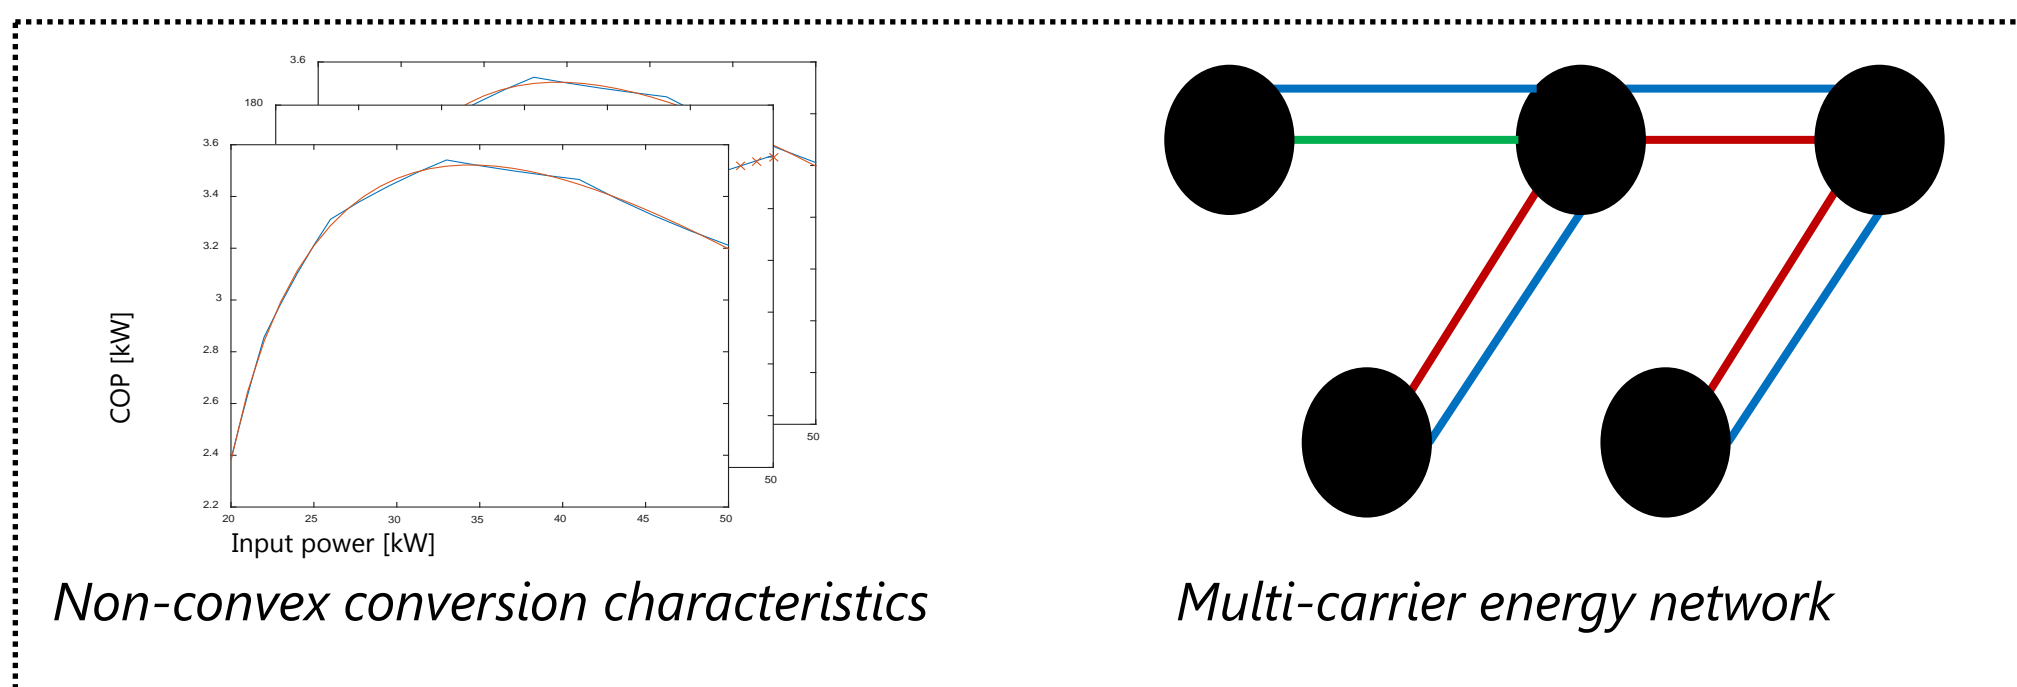 3.6
180
3.6
3.4
3.2
3
2.8
2.6
2.4
2.2
COP [kW]
20 25 30 35 40 45 50
50
50
Input power [kW]
Non-convex conversion characteristics
Multi-carrier energy network